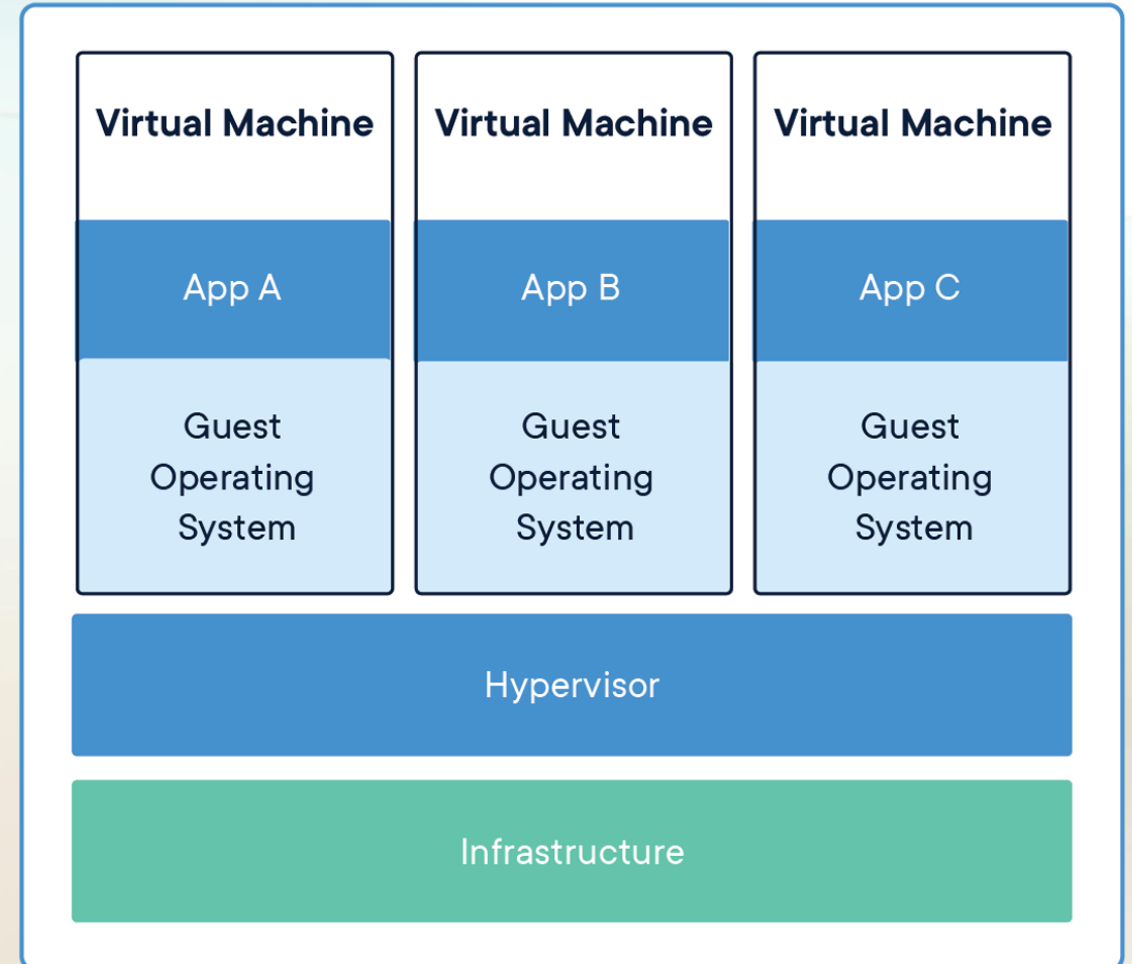 Virtual Machine
Virtual Machine
Virtual Machine
App A
App B
App C
Guest
Operating
System
Guest
Operating
System
Guest
Operating
System
Hypervisor
Infrastructure